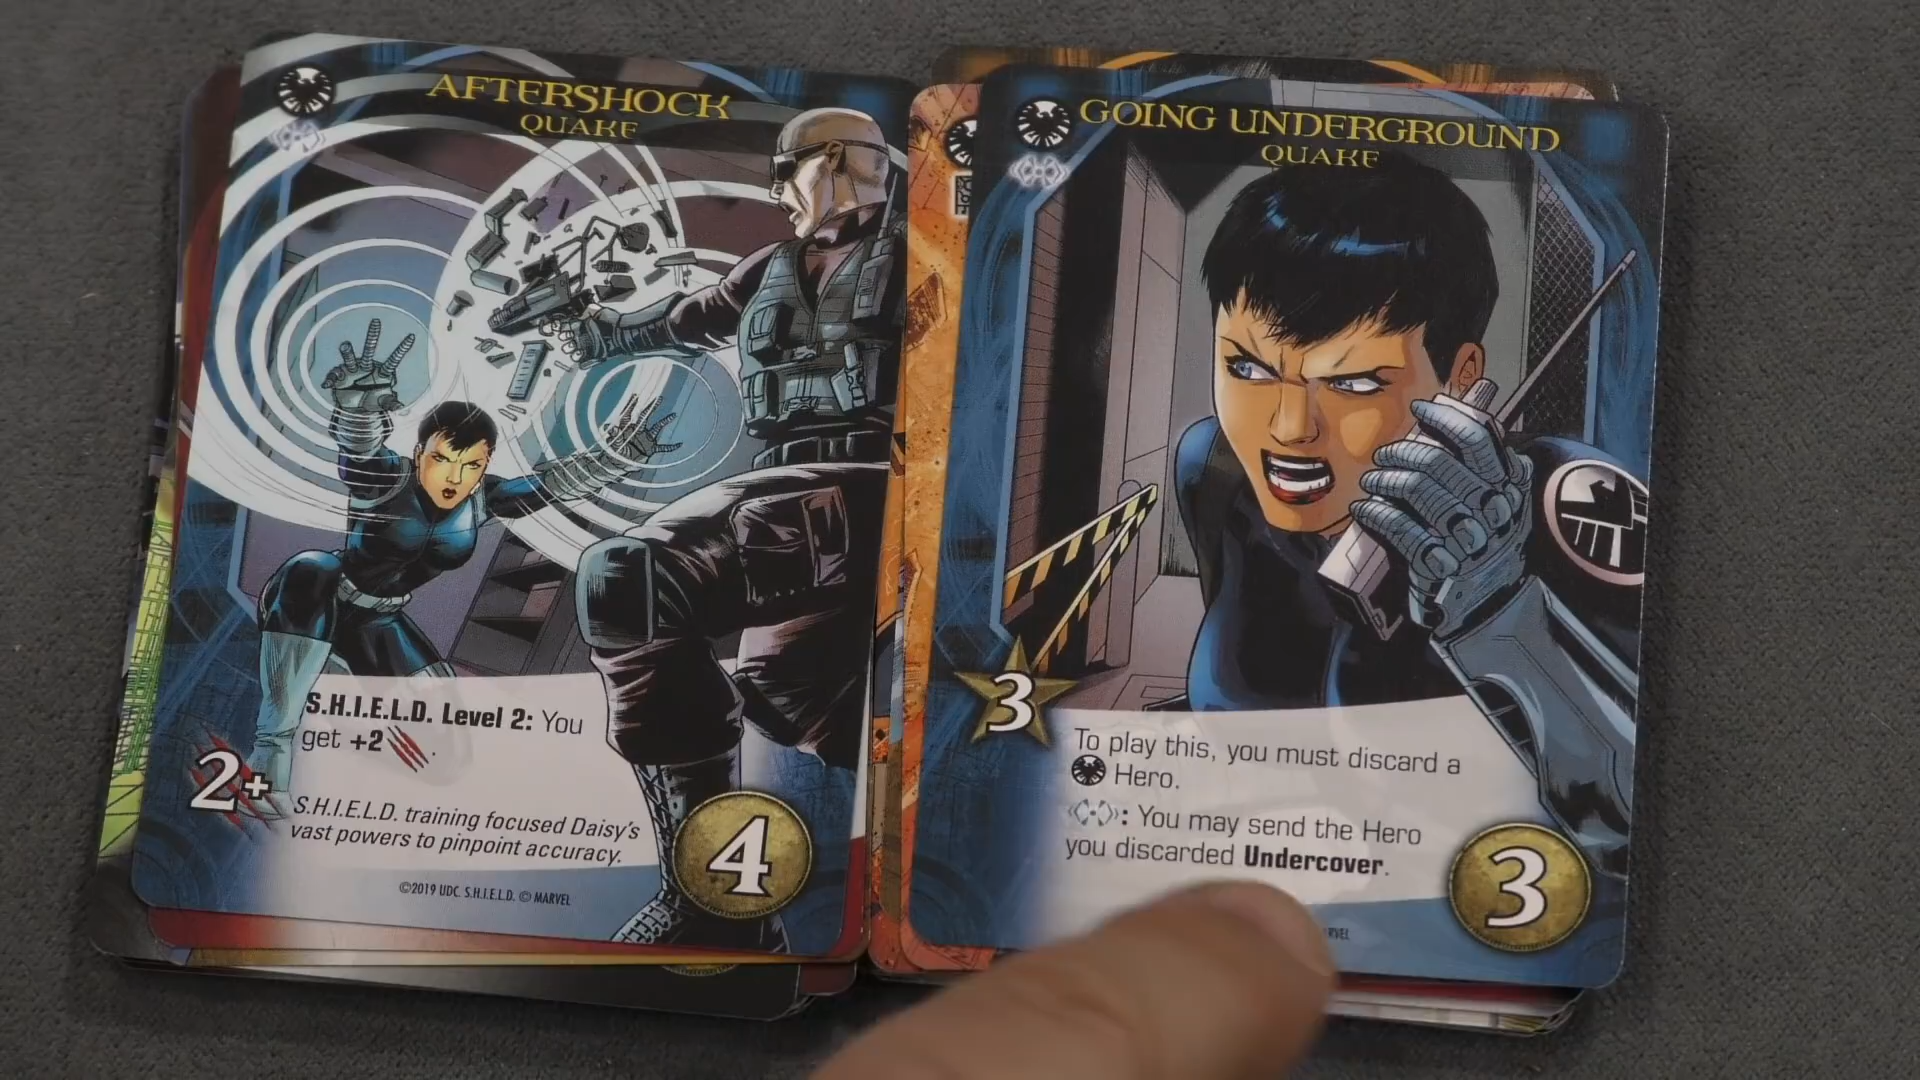 AFTERSHOCK
QUAKE
S.H.I.E.L.D. Level 2: You
get +2 .
2+
S.H.I.E.L.D. training focused Daisy's
vast powers to pinpoint accuracy.
4
©2019 UDC. S.H.I.E.L.D. © MARVEL
GOING UNDERGROUND
QUAKE
3
To play this, you must discard a
Hero.
: You may send the Hero
you discarded Undercover.
3
RVEL